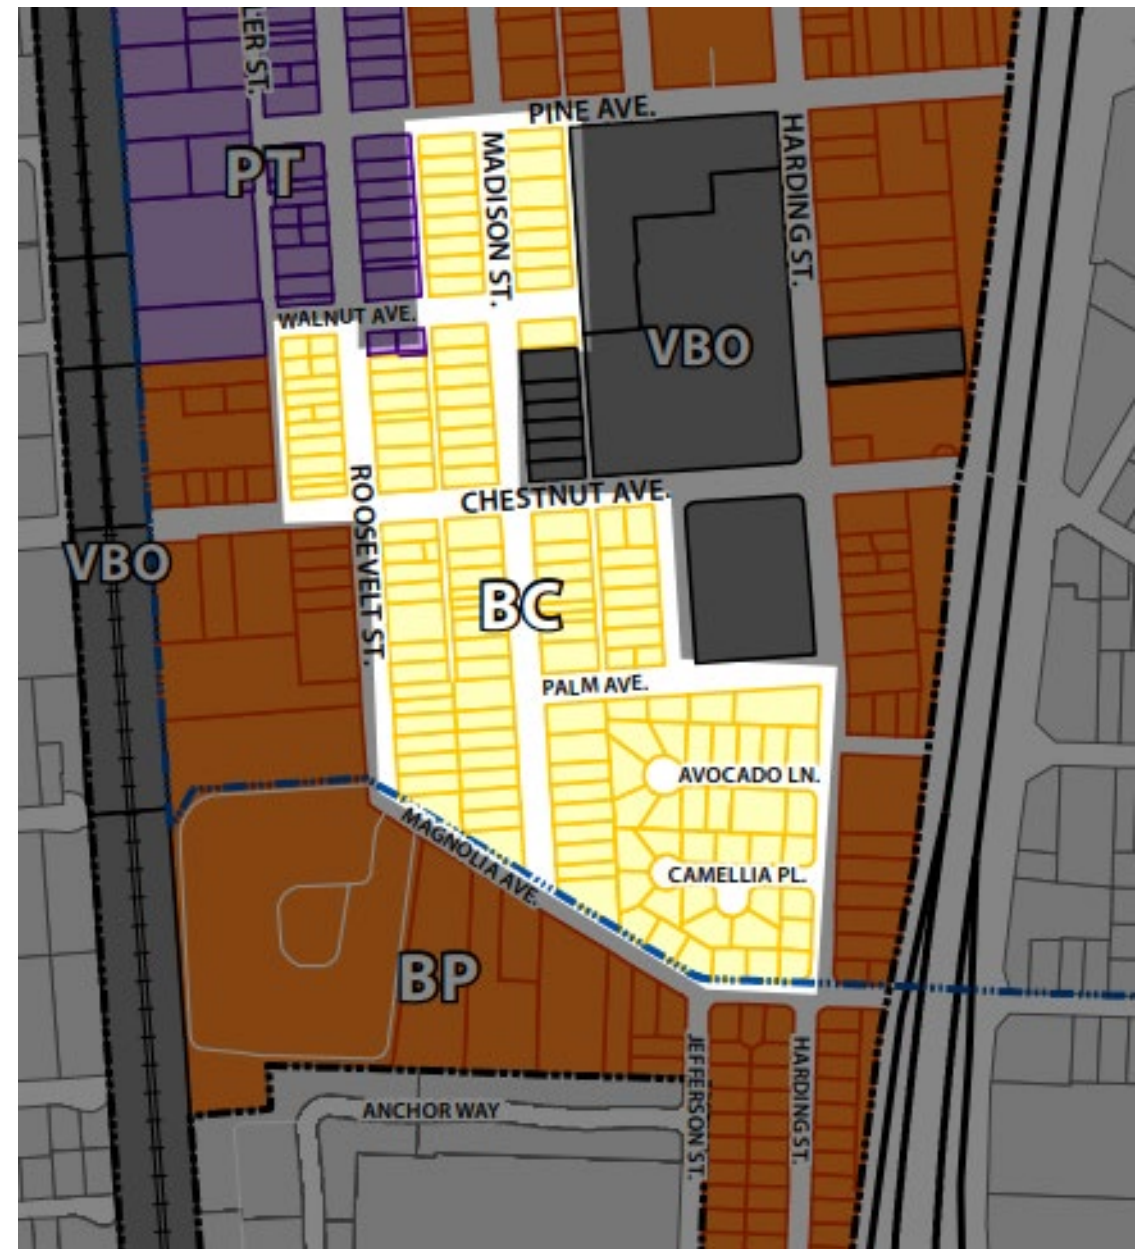 PINE AVE.
MADISON ST.
HARDING ST.
PT
WALNUT AVE.
VBO
ROOSEVELT ST.
CHESTNUT AVE.
VBO
BC
PALM AVE.
AVOCADO LN.
MAGNOLIA AVE.
CAMELLIA PL.
BP
JEFFERSON ST.
HARDING ST.
ANCHOR WAY